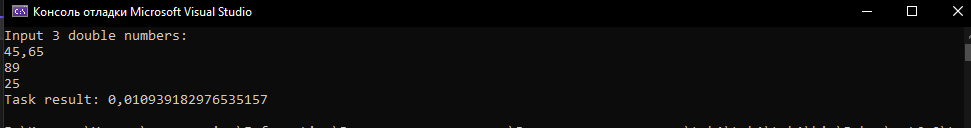 Консоль отладки Microsoft Visual Studio
Input 3 double numbers:
45,65
89
25
Task result: 0,010939182976535157